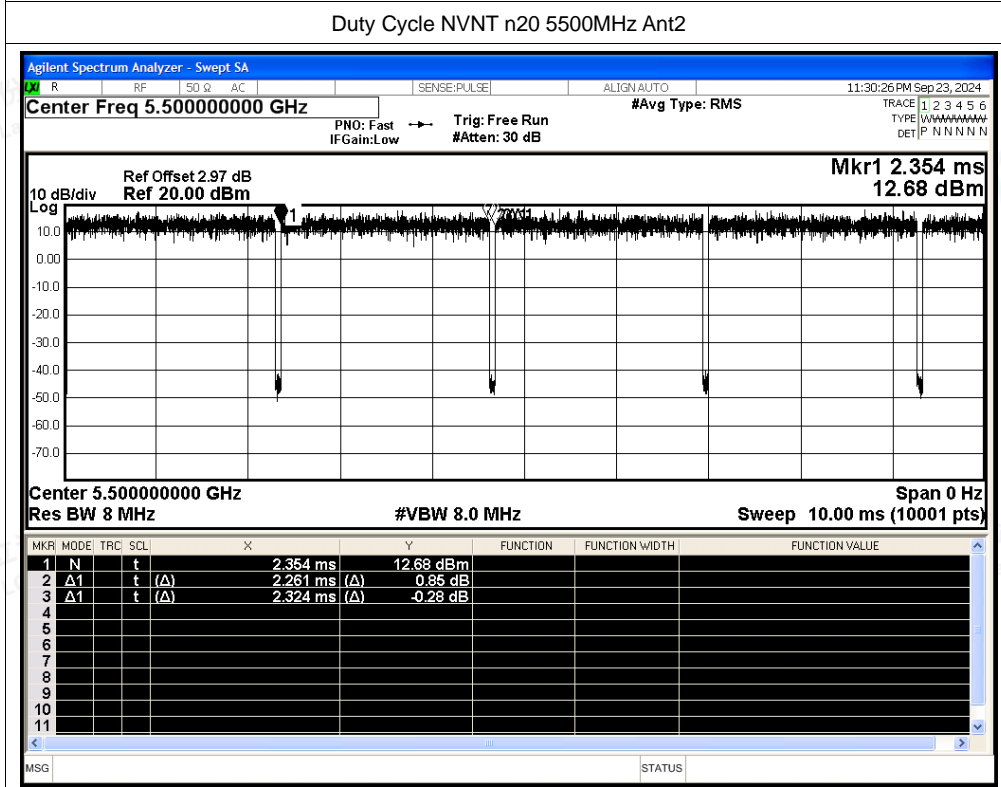 Duty Cycle NVNT n20 5500MHz Ant2
Agilent Spectrum Analyzer - Swept SA
LXI R RF 50 Ω AC SENSE:PULSE ALIGN AUTO 11:30:26 PM Sep 23, 2024
Center Freq 5.500000000 GHz #Avg Type: RMS TRACE 1 2 3 4 5 6
PNO: Fast Trig: Free Run TYPE
IFGain:Low #Atten: 30 dB DET P N N N N N
Mkr1 2.354 ms
Ref Offset 2.97 dB
10 dB/div Ref 20.00 dBm 12.68 dBm
Log
1
10.0
0.00
-10.0
-20.0
-30.0
-40.0
-50.0
-60.0
-70.0
Center 5.500000000 GHz Span 0 Hz
Res BW 8 MHz #VBW 8.0 MHz Sweep 10.00 ms (10001 pts)
MKR MODE TRC SCL X Y FUNCTION FUNCTION WIDTH FUNCTION VALUE
1 N t 2.354 ms 12.68 dBm
2 Δ1 t (Δ) 2.261 ms (Δ) 0.85 dB
3 Δ1 t (Δ) 2.324 ms (Δ) -0.28 dB
4
5
6
7
8
9
10
11
MSG STATUS